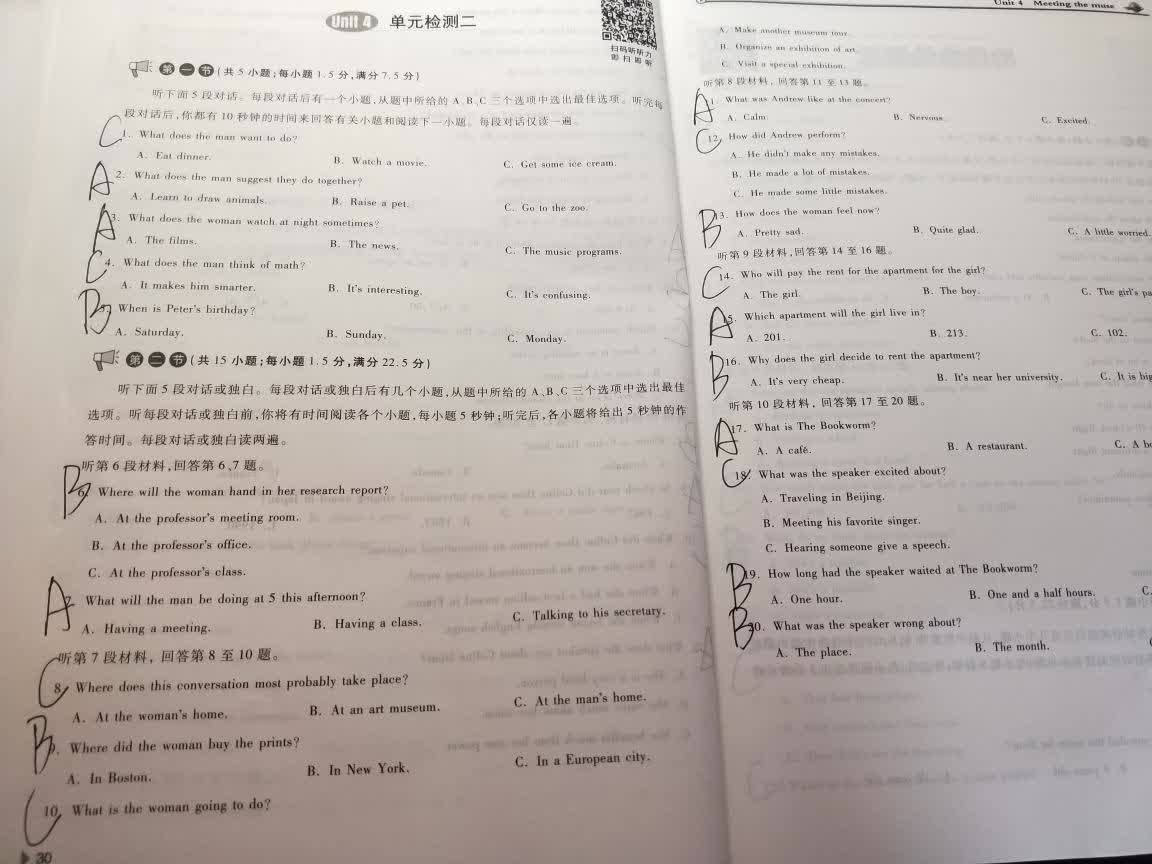 Unit 4 单元检测二
扫码听听力
即扫即听
第一节(共5小题;每小题1.5分,满分7.5分)
听下面5段对话。每段对话后有一个小题,从题中所给的A、B、C三个选项中选出最佳选项。听完每
段对话后,你都有10秒钟的时间来回答有关小题和阅读下一小题。每段对话仅读一遍。
C 1. What does the man want to do?
A. Eat dinner. B. Watch a movie. C. Get some ice cream.
A 2. What does the man suggest they do together?
A. Learn to draw animals. B. Raise a pet. C. Go to the zoo.
A 3. What does the woman watch at night sometimes?
A. The films. B. The news. C. The music programs.
C 4. What does the man think of math?
A. It makes him smarter. B. It's interesting. C. It's confusing.
B 5. When is Peter's birthday?
A. Saturday. B. Sunday. C. Monday.
第二节(共15小题;每小题1.5分,满分22.5分)
听下面5段对话或独白。每段对话或独白后有几个小题,从题中所给的A、B、C三个选项中选出最佳
选项。听每段对话或独白前,你将有时间阅读各个小题,每小题5秒钟;听完后,各小题将给出5秒钟的作
答时间。每段对话或独白读两遍。
听第6段材料,回答第6、7题。
B 6. Where will the woman hand in her research report?
A. At the professor's meeting room.
B. At the professor's office.
C. At the professor's class.
A 7. What will the man be doing at 5 this afternoon?
A. Having a meeting. B. Having a class. C. Talking to his secretary.
听第7段材料,回答第8至10题。
C 8. Where does this conversation most probably take place?
A. At the woman's home. B. At an art museum. C. At the man's home.
B 9. Where did the woman buy the prints?
A. In Boston. B. In New York. C. In a European city.
C 10. What is the woman going to do?
30
Unit 4 Meeting the muse
A. Make another museum tour.
B. Organize an exhibition of art.
C. Visit a special exhibition.
听第8段材料,回答第11至13题。
A 11. What was Andrew like at the concert?
A. Calm. B. Nervous. C. Excited.
C 12. How did Andrew perform?
A. He didn't make any mistakes.
B. He made a lot of mistakes.
C. He made some little mistakes.
B 13. How does the woman feel now?
A. Pretty sad. B. Quite glad. C. A little worried.
听第9段材料,回答第14至16题。
C 14. Who will pay the rent for the apartment for the girl?
A. The girl. B. The boy. C. The girl's pa
A 15. Which apartment will the girl live in?
A. 201. B. 213. C. 102.
B 16. Why does the girl decide to rent the apartment?
A. It's very cheap. B. It's near her university. C. It is big
听第10段材料,回答第17至20题。
A 17. What is The Bookworm?
A. A café. B. A restaurant. C. A b
C 18. What was the speaker excited about?
A. Traveling in Beijing.
B. Meeting his favorite singer.
C. Hearing someone give a speech.
B 19. How long had the speaker waited at The Bookworm?
A. One hour. B. One and a half hours. C.
B 20. What was the speaker wrong about?
A. The place. B. The month.